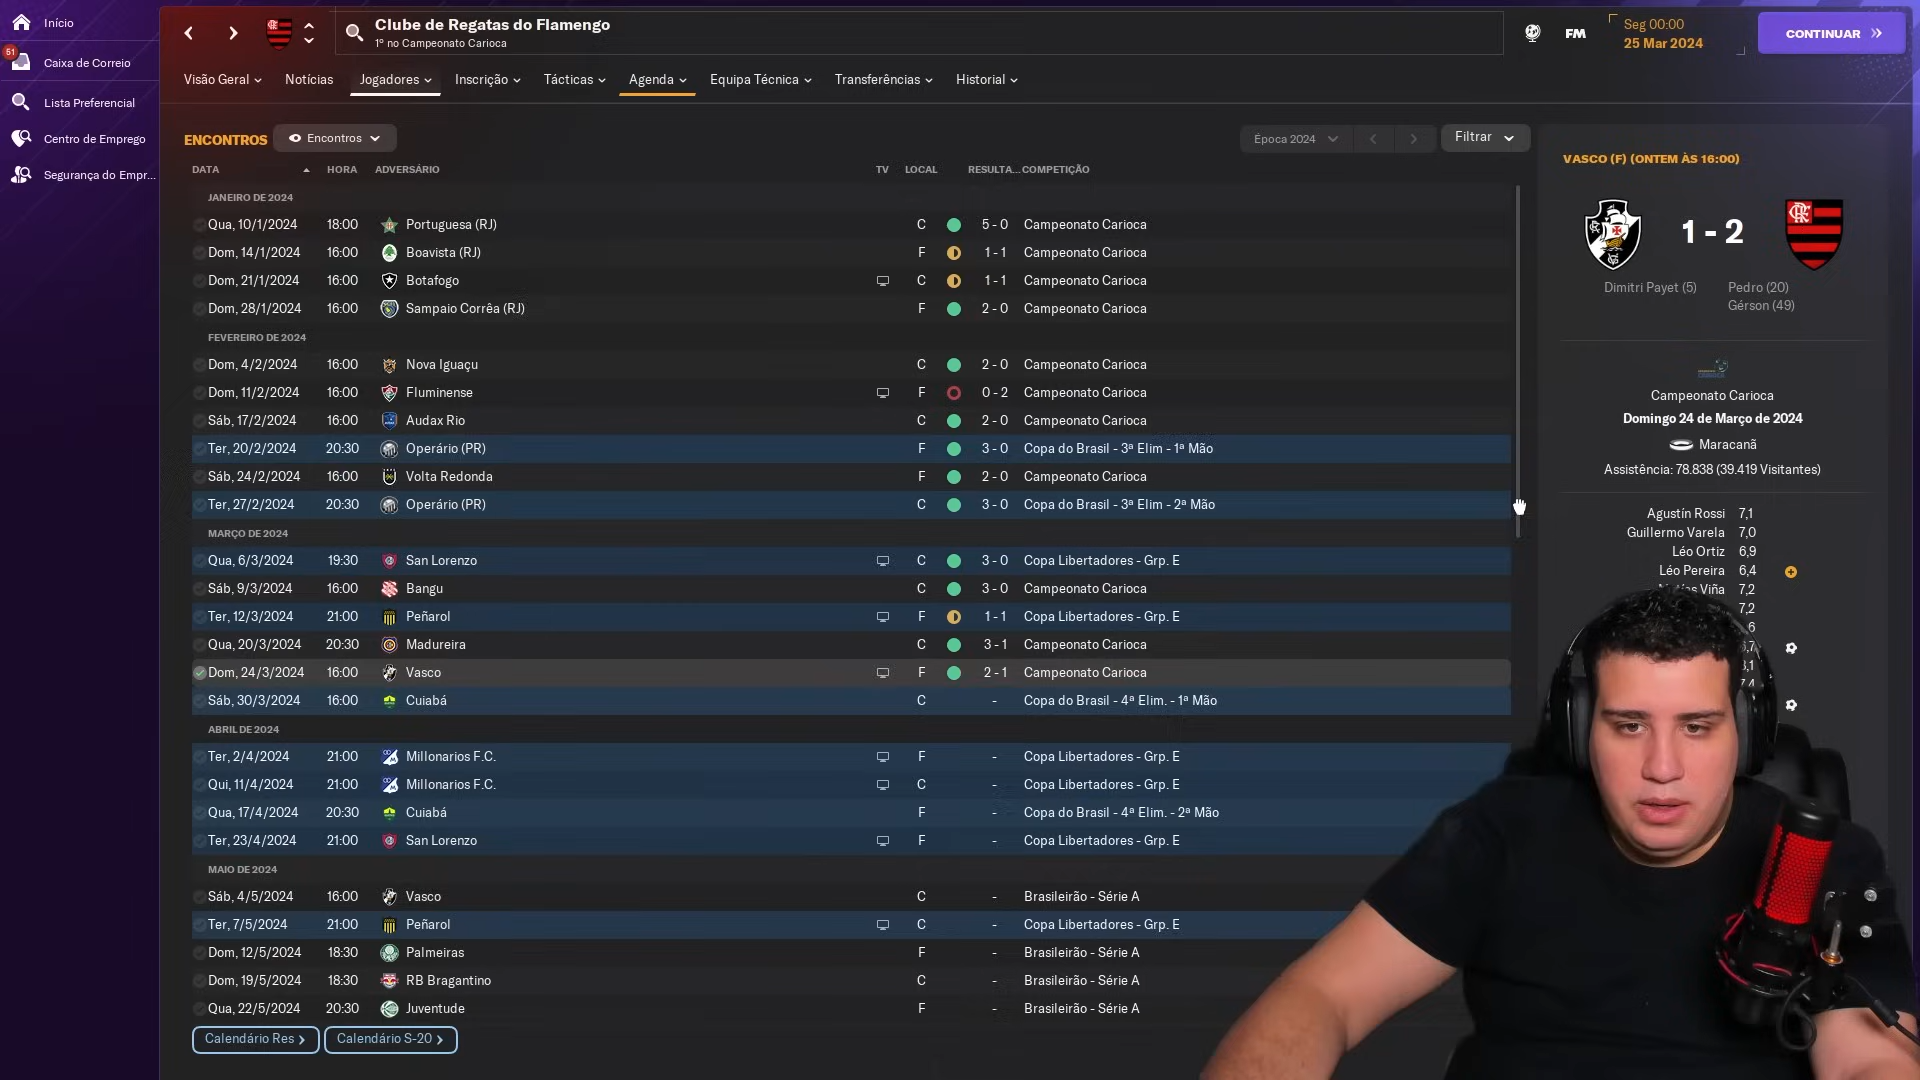 Início
51
Caixa de Correio
Lista Preferencial
Centro de Emprego
Segurança do Empr...
Clube de Regatas do Flamengo
1º no Campeonato Carioca
FM
Seg 00:00
25 Mar 2024
CONTINUAR
Visão Geral
Notícias
Jogadores
Inscrição
Tácticas
Agenda
Equipa Técnica
Transferências
Historial
ENCONTROS
Encontros
Época 2024
Filtrar
DATA HORA ADVERSÁRIO TV LOCAL RESULTA... COMPETIÇÃO
JANEIRO DE 2024
Qua, 10/1/2024 18:00 Portuguesa (RJ) C 5 - 0 Campeonato Carioca
Dom, 14/1/2024 16:00 Boavista (RJ) F 1 - 1 Campeonato Carioca
Dom, 21/1/2024 16:00 Botafogo C 1 - 1 Campeonato Carioca
Dom, 28/1/2024 16:00 Sampaio Corrêa (RJ) F 2 - 0 Campeonato Carioca
FEVEREIRO DE 2024
Dom, 4/2/2024 16:00 Nova Iguaçu C 2 - 0 Campeonato Carioca
Dom, 11/2/2024 16:00 Fluminense F 0 - 2 Campeonato Carioca
Sáb, 17/2/2024 16:00 Audax Rio C 2 - 0 Campeonato Carioca
Ter, 20/2/2024 20:30 Operário (PR) F 3 - 0 Copa do Brasil - 3ª Elim - 1ª Mão
Sáb, 24/2/2024 16:00 Volta Redonda F 2 - 0 Campeonato Carioca
Ter, 27/2/2024 20:30 Operário (PR) C 3 - 0 Copa do Brasil - 3ª Elim - 2ª Mão
MARÇO DE 2024
Qua, 6/3/2024 19:30 San Lorenzo C 3 - 0 Copa Libertadores - Grp. E
Sáb, 9/3/2024 16:00 Bangu C 3 - 0 Campeonato Carioca
Ter, 12/3/2024 21:00 Peñarol F 1 - 1 Copa Libertadores - Grp. E
Qua, 20/3/2024 20:30 Madureira C 3 - 1 Campeonato Carioca
Dom, 24/3/2024 16:00 Vasco F 2 - 1 Campeonato Carioca
Sáb, 30/3/2024 16:00 Cuiabá C - Copa do Brasil - 4ª Elim. - 1ª Mão
ABRIL DE 2024
Ter, 2/4/2024 21:00 Millonarios F.C. F - Copa Libertadores - Grp. E
Qui, 11/4/2024 21:00 Millonarios F.C. C - Copa Libertadores - Grp. E
Qua, 17/4/2024 20:30 Cuiabá F - Copa do Brasil - 4ª Elim. - 2ª Mão
Ter, 23/4/2024 21:00 San Lorenzo F - Copa Libertadores - Grp. E
MAIO DE 2024
Sáb, 4/5/2024 16:00 Vasco C - Brasileirão - Série A
Ter, 7/5/2024 21:00 Peñarol C - Copa Libertadores - Grp. E
Dom, 12/5/2024 18:30 Palmeiras F - Brasileirão - Série A
Dom, 19/5/2024 18:30 RB Bragantino C - Brasileirão - Série A
Qua, 22/5/2024 20:30 Juventude F - Brasileirão - Série A
Calendário Res
Calendário S-20
VASCO (F) (ONTEM ÀS 16:00)
1 - 2
Dimitri Payet (5) Pedro (20)
Gérson (49)
Campeonato Carioca
Domingo 24 de Março de 2024
Maracanã
Assistência: 78.838 (39.419 Visitantes)
Agustín Rossi 7,1
Guillermo Varela 7,0
Léo Ortiz 6,9
Léo Pereira 6,4
Viña 7,2
7,2